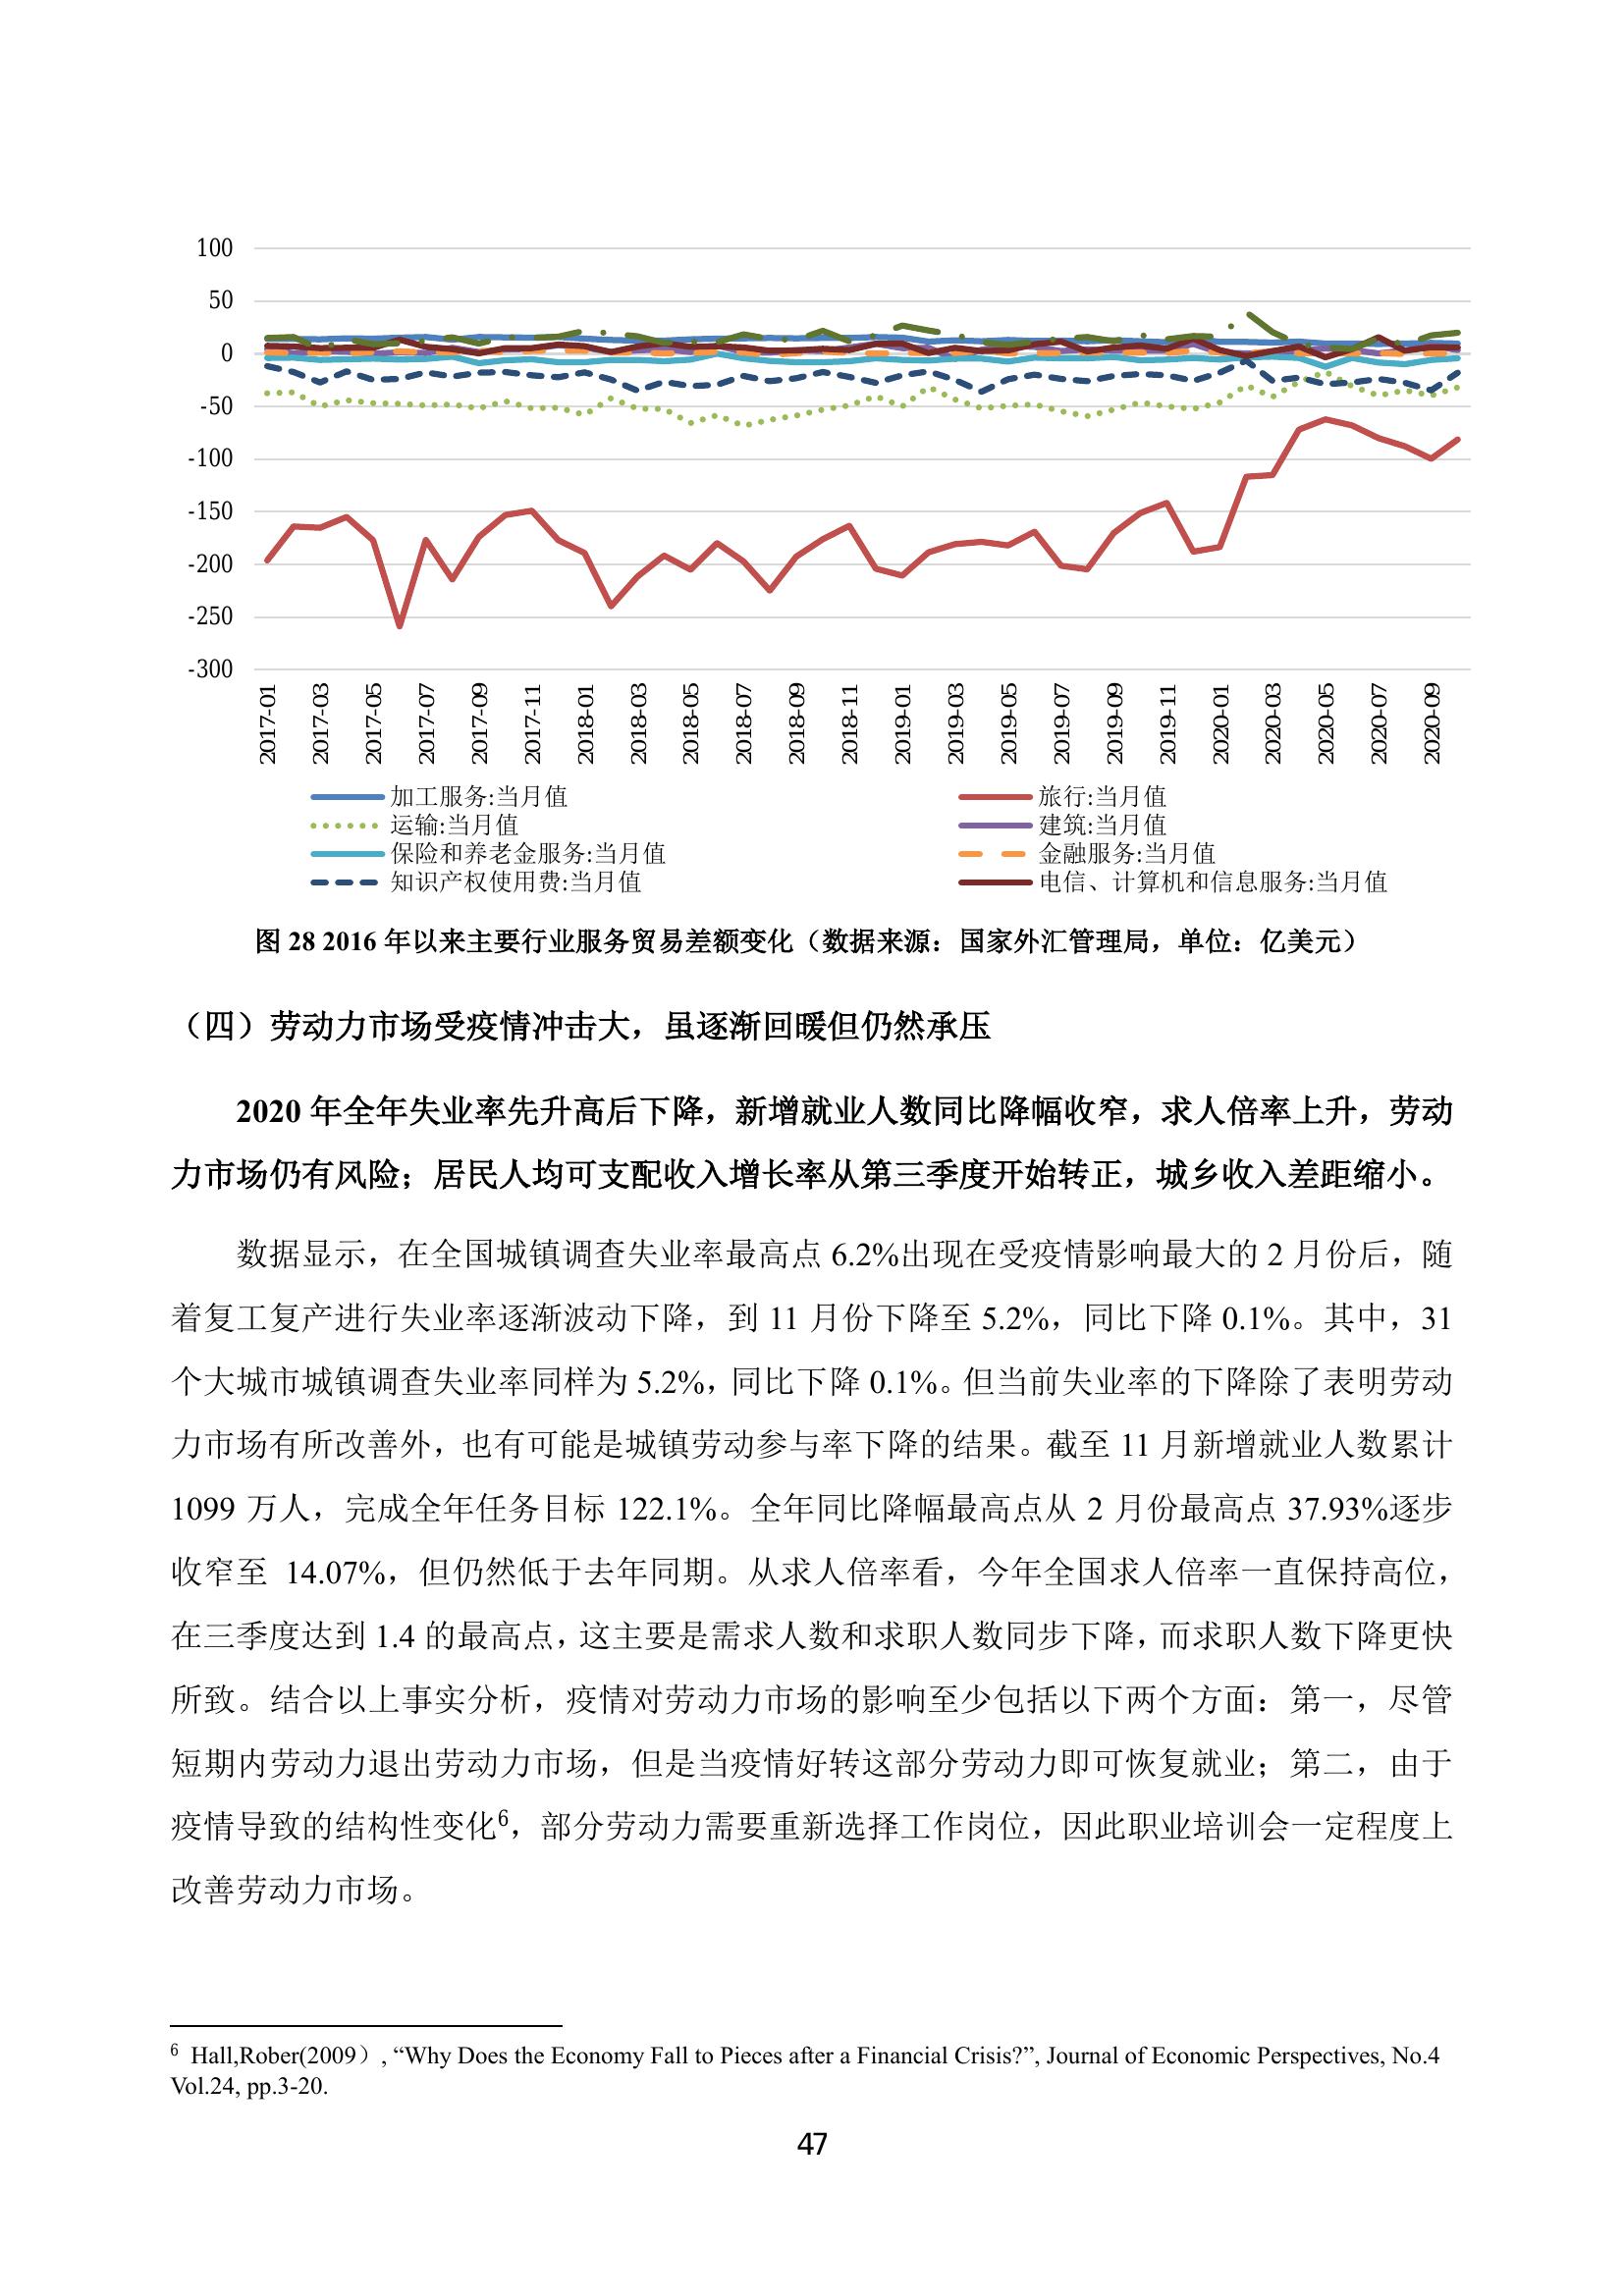 100
50
0
-50
-100
-150
-200
-250
-300
2017-01
2017-03
2017-05
2017-07
2017-09
2017-11
2018-01
2018-03
2018-05
2018-07
2018-09
2018-11
2019-01
2019-03
2019-05
2019-07
2019-09
2019-11
2020-01
2020-03
2020-05
2020-07
2020-09
加工服务:当月值 旅行:当月值
运输:当月值 建筑:当月值
保险和养老金服务:当月值 金融服务:当月值
知识产权使用费:当月值 电信、计算机和信息服务:当月值
图 28 2016 年以来主要行业服务贸易差额变化（数据来源：国家外汇管理局，单位：亿美元）
（四）劳动力市场受疫情冲击大，虽逐渐回暖但仍然承压
2020 年全年失业率先升高后下降，新增就业人数同比降幅收窄，求人倍率上升，劳动
力市场仍有风险；居民人均可支配收入增长率从第三季度开始转正，城乡收入差距缩小。
数据显示，在全国城镇调查失业率最高点 6.2%出现在受疫情影响最大的 2 月份后，随
着复工复产进行失业率逐渐波动下降，到 11 月份下降至 5.2%，同比下降 0.1%。其中，31
个大城市城镇调查失业率同样为 5.2%，同比下降 0.1%。但当前失业率的下降除了表明劳动
力市场有所改善外，也有可能是城镇劳动参与率下降的结果。截至 11 月新增就业人数累计
1099 万人，完成全年任务目标 122.1%。全年同比降幅最高点从 2 月份最高点 37.93%逐步
收窄至 14.07%，但仍然低于去年同期。从求人倍率看，今年全国求人倍率一直保持高位，
在三季度达到 1.4 的最高点，这主要是需求人数和求职人数同步下降，而求职人数下降更快
所致。结合以上事实分析，疫情对劳动力市场的影响至少包括以下两个方面：第一，尽管
短期内劳动力退出劳动力市场，但是当疫情好转这部分劳动力即可恢复就业；第二，由于
疫情导致的结构性变化6，部分劳动力需要重新选择工作岗位，因此职业培训会一定程度上
改善劳动力市场。
6 Hall,Rober(2009）, “Why Does the Economy Fall to Pieces after a Financial Crisis?”, Journal of Economic Perspectives, No.4
Vol.24, pp.3-20.
47